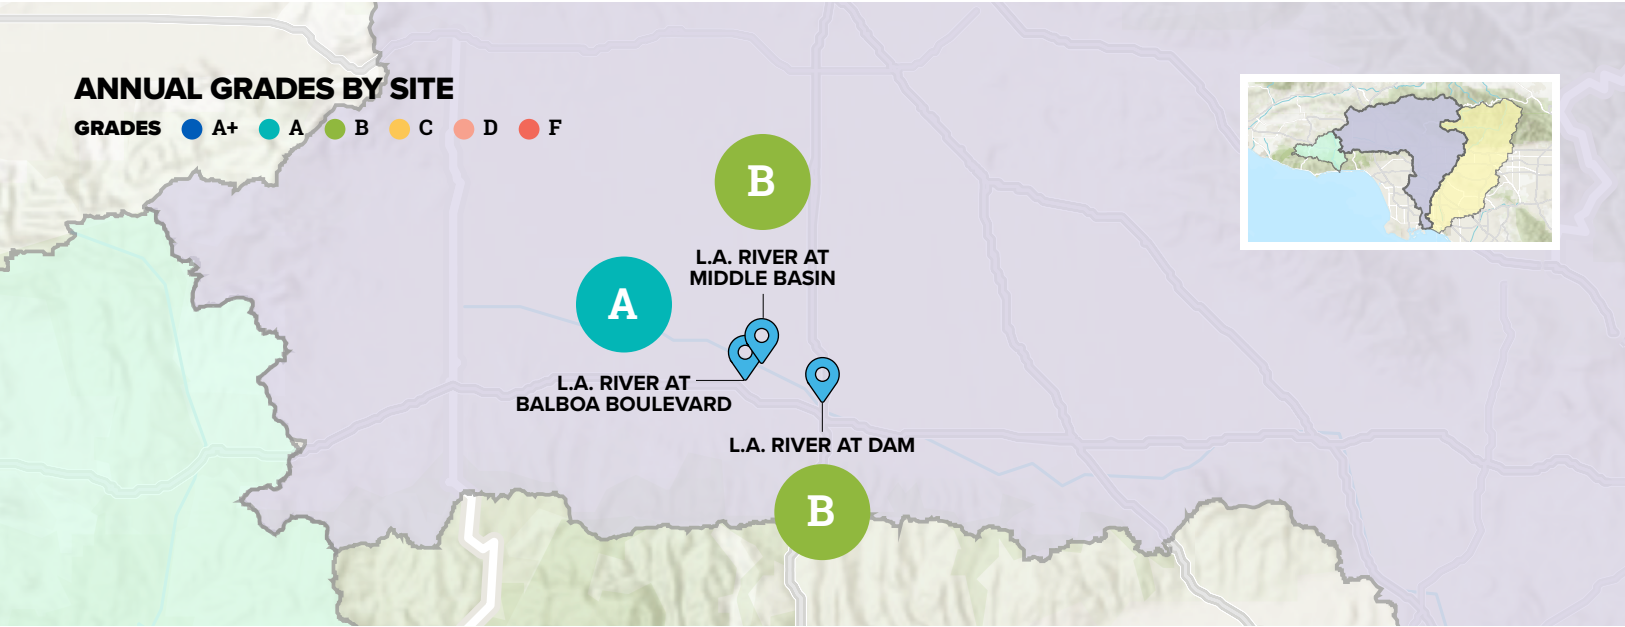 ANNUAL GRADES BY SITE
GRADES A+ A B C D F
B
L.A. RIVER AT
MIDDLE BASIN
A
L.A. RIVER AT
BALBOA BOULEVARD
L.A. RIVER AT DAM
B